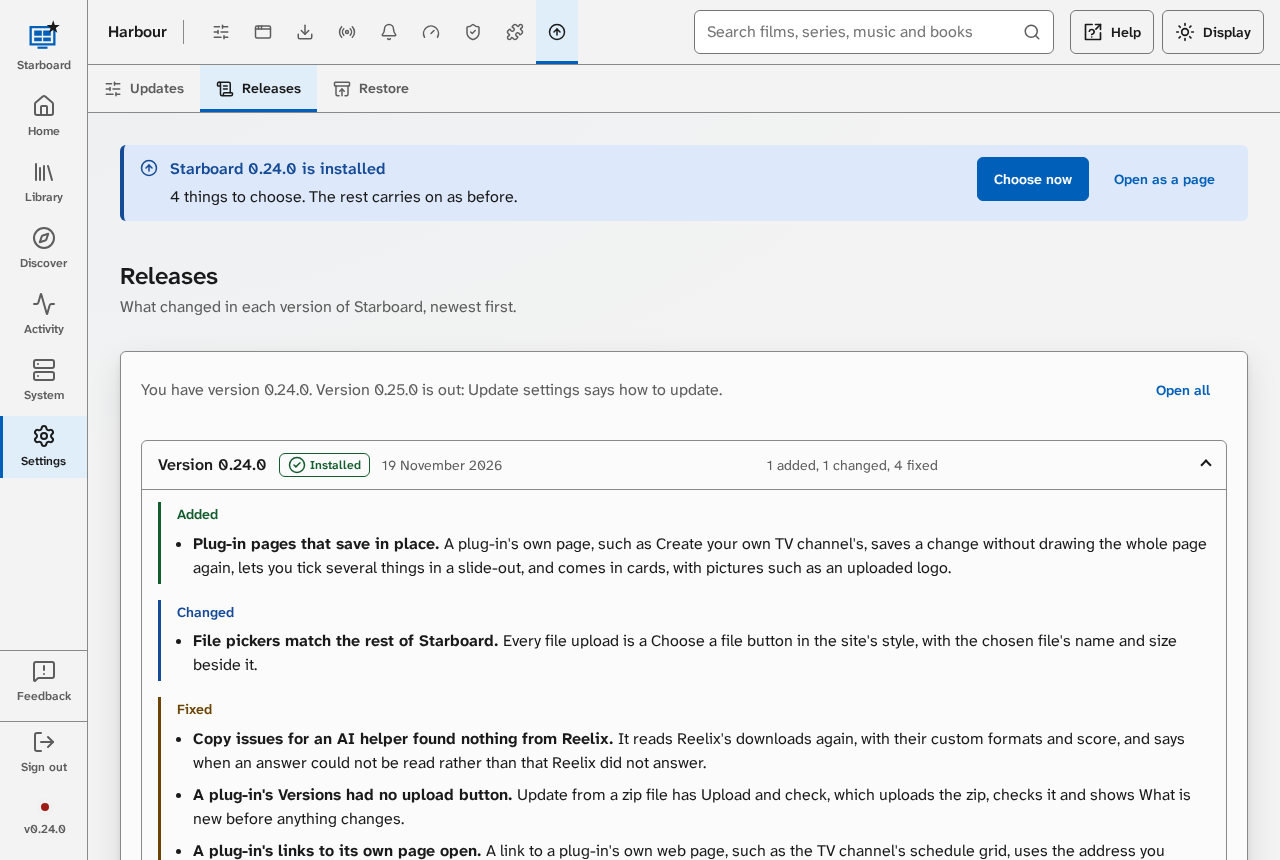 Starboard
Harbour
Search films, series, music and books
Help
Display
Home
Library
Discover
Activity
System
Settings
Feedback
Sign out
v0.24.0
Updates
Releases
Restore
Starboard 0.24.0 is installed
4 things to choose. The rest carries on as before.
Choose now
Open as a page
Releases
What changed in each version of Starboard, newest first.
You have version 0.24.0. Version 0.25.0 is out: Update settings says how to update.
Open all
Version 0.24.0
Installed
19 November 2026
1 added, 1 changed, 4 fixed
Added
Plug-in pages that save in place. A plug-in's own page, such as Create your own TV channel's, saves a change without drawing the whole page
again, lets you tick several things in a slide-out, and comes in cards, with pictures such as an uploaded logo.
Changed
File pickers match the rest of Starboard. Every file upload is a Choose a file button in the site's style, with the chosen file's name and size
beside it.
Fixed
Copy issues for an AI helper found nothing from Reelix. It reads Reelix's downloads again, with their custom formats and score, and says
when an answer could not be read rather than that Reelix did not answer.
A plug-in's Versions had no upload button. Update from a zip file has Upload and check, which uploads the zip, checks it and shows What is
new before anything changes.
A plug-in's links to its own page open. A link to a plug-in's own web page, such as the TV channel's schedule grid, uses the address you